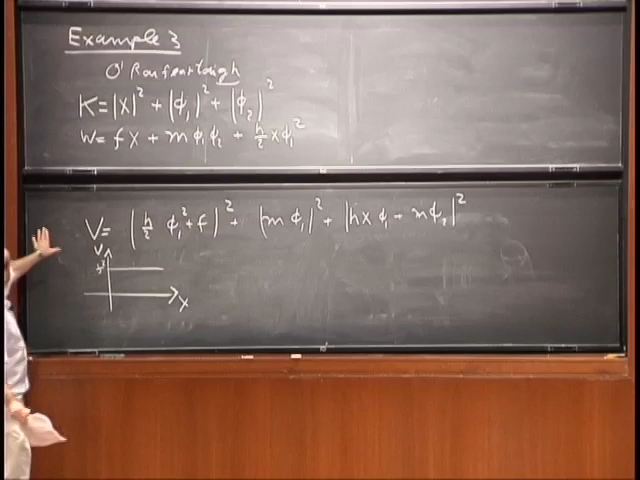 Example 3
O'Raifeartaigh
K = |X|² + |ϕ₁|² + |ϕ₂|²
W = fX + mϕ₁ϕ₂ + h/2 Xϕ₁²
V = |h/2 ϕ₁² + f|² + |mϕ₁|² + |hXϕ₁ + mϕ₂|²
V
X